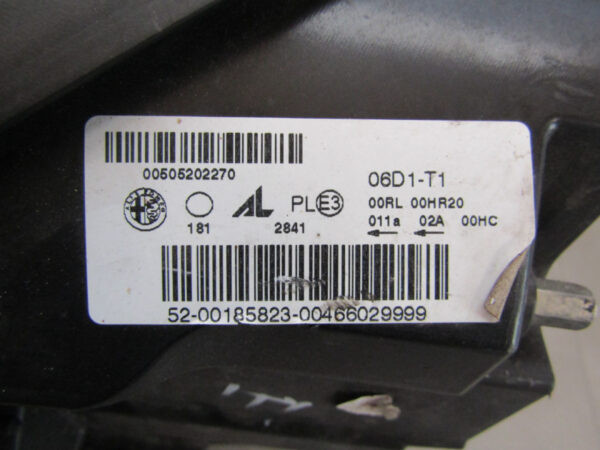 00505202270
06D1-T1
AL PL E3 00RL 00HR20
181 2841 011a 02A 00HC
52-00185823-00466029999